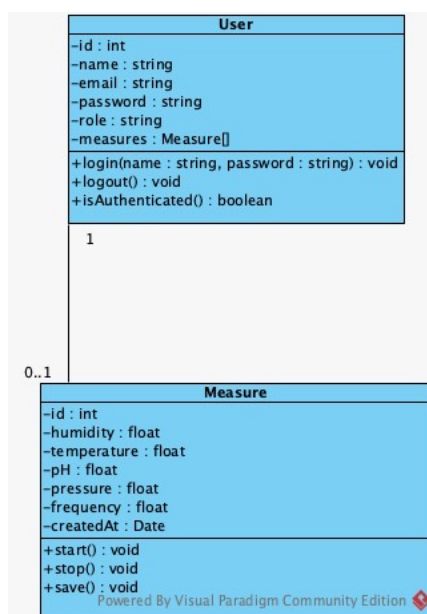 User
-id : int
-name : string
-email : string
-password : string
-role : string
-measures : Measure[]
+login(name : string, password : string) : void
+logout() : void
+isAuthenticated() : boolean
1
0..1
Measure
-id : int
-humidity : float
-temperature : float
-pH : float
-pressure : float
-frequency : float
-createdAt : Date
+start() : void
+stop() : void
+save() : void
Powered By Visual Paradigm Community Edition